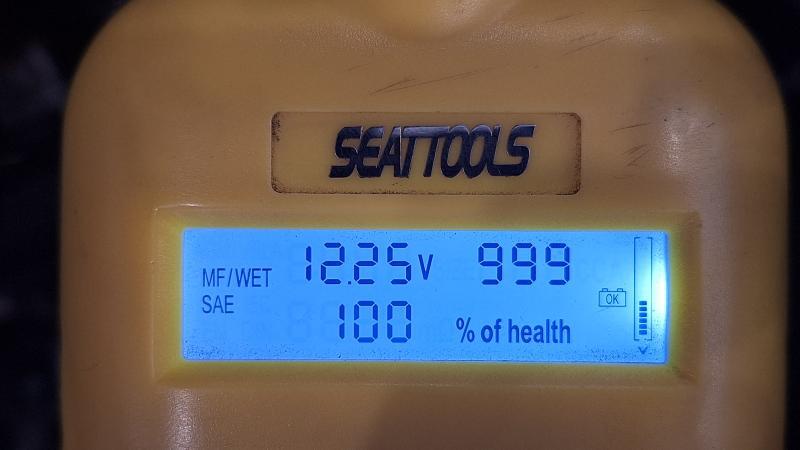 SEATTOOLS
MF/WET 12.25V 999
SAE 100 % of health
OK